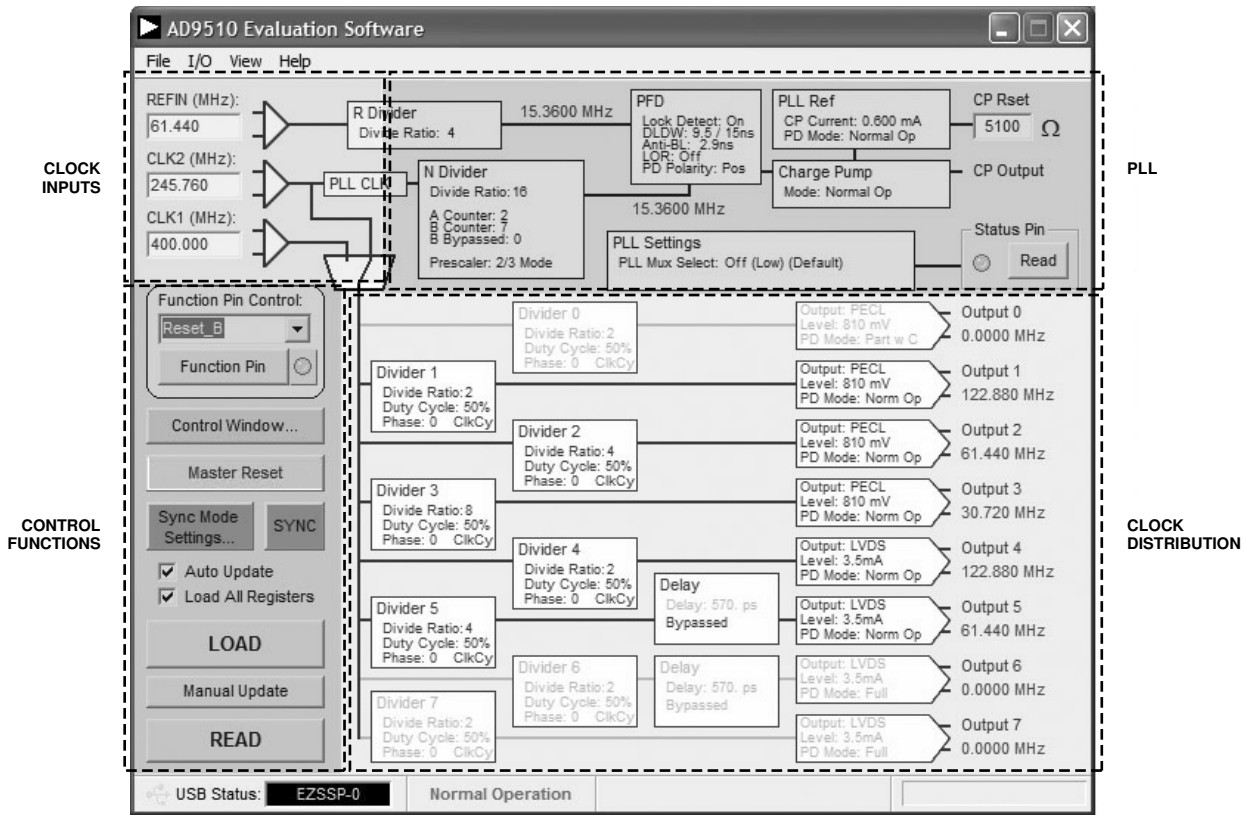 AD9510 Evaluation Software
File I/O View Help
CLOCK
INPUTS
REFIN (MHz):
61.440
CLK2 (MHz):
245.760
CLK1 (MHz):
400.000
R Divider
Divide Ratio: 4
15.3600 MHz
PLL CLK
N Divider
Divide Ratio:16
A Counter: 2
B Counter: 7
B Bypassed: 0
Prescaler: 2/3 Mode
PFD
Lock Detect: On
DLDW: 9.5 / 15ns
Anti-BL: 2.9ns
LOR: Off
PD Polarity: Pos
15.3600 MHz
PLL Ref
CP Current: 0.600 mA
PD Mode: Normal Op
Charge Pump
Mode: Normal Op
CP Rset
5100 Ω
CP Output
PLL Settings
PLL Mux Select: Off (Low) (Default)
Status Pin
Read
PLL
CONTROL
FUNCTIONS
Function Pin Control:
Reset_B
Function Pin
Control Window...
Master Reset
Sync Mode
Settings...
SYNC
Auto Update
Load All Registers
LOAD
Manual Update
READ
Divider 0
Divide Ratio:2
Duty Cycle: 50%
Phase: 0 ClkCy
Output: PECL
Level: 810 mV
PD Mode: Part w C
Output 0
0.0000 MHz
Divider 1
Divide Ratio:2
Duty Cycle: 50%
Phase: 0 ClkCy
Output: PECL
Level: 810 mV
PD Mode: Norm Op
Output 1
122.880 MHz
Divider 2
Divide Ratio:4
Duty Cycle: 50%
Phase: 0 ClkCy
Output: PECL
Level: 810 mV
PD Mode: Norm Op
Output 2
61.440 MHz
Divider 3
Divide Ratio:8
Duty Cycle: 50%
Phase: 0 ClkCy
Output: PECL
Level: 810 mV
PD Mode: Norm Op
Output 3
30.720 MHz
Divider 4
Divide Ratio:2
Duty Cycle: 50%
Phase: 0 ClkCy
Output: LVDS
Level: 3.5mA
PD Mode: Norm Op
Output 4
122.880 MHz
Divider 5
Divide Ratio:4
Duty Cycle: 50%
Phase: 0 ClkCy
Delay
Delay: 570. ps
Bypassed
Output: LVDS
Level: 3.5mA
PD Mode: Norm Op
Output 5
61.440 MHz
Divider 6
Divide Ratio:2
Duty Cycle: 50%
Phase: 0 ClkCy
Delay
Delay: 570. ps
Bypassed
Output: LVDS
Level: 3.5mA
PD Mode: Full
Output 6
0.0000 MHz
Divider 7
Divide Ratio:2
Duty Cycle: 50%
Phase: 0 ClkCy
Output: LVDS
Level: 3.5mA
PD Mode: Full
Output 7
0.0000 MHz
CLOCK
DISTRIBUTION
USB Status: EZSSP-0
Normal Operation